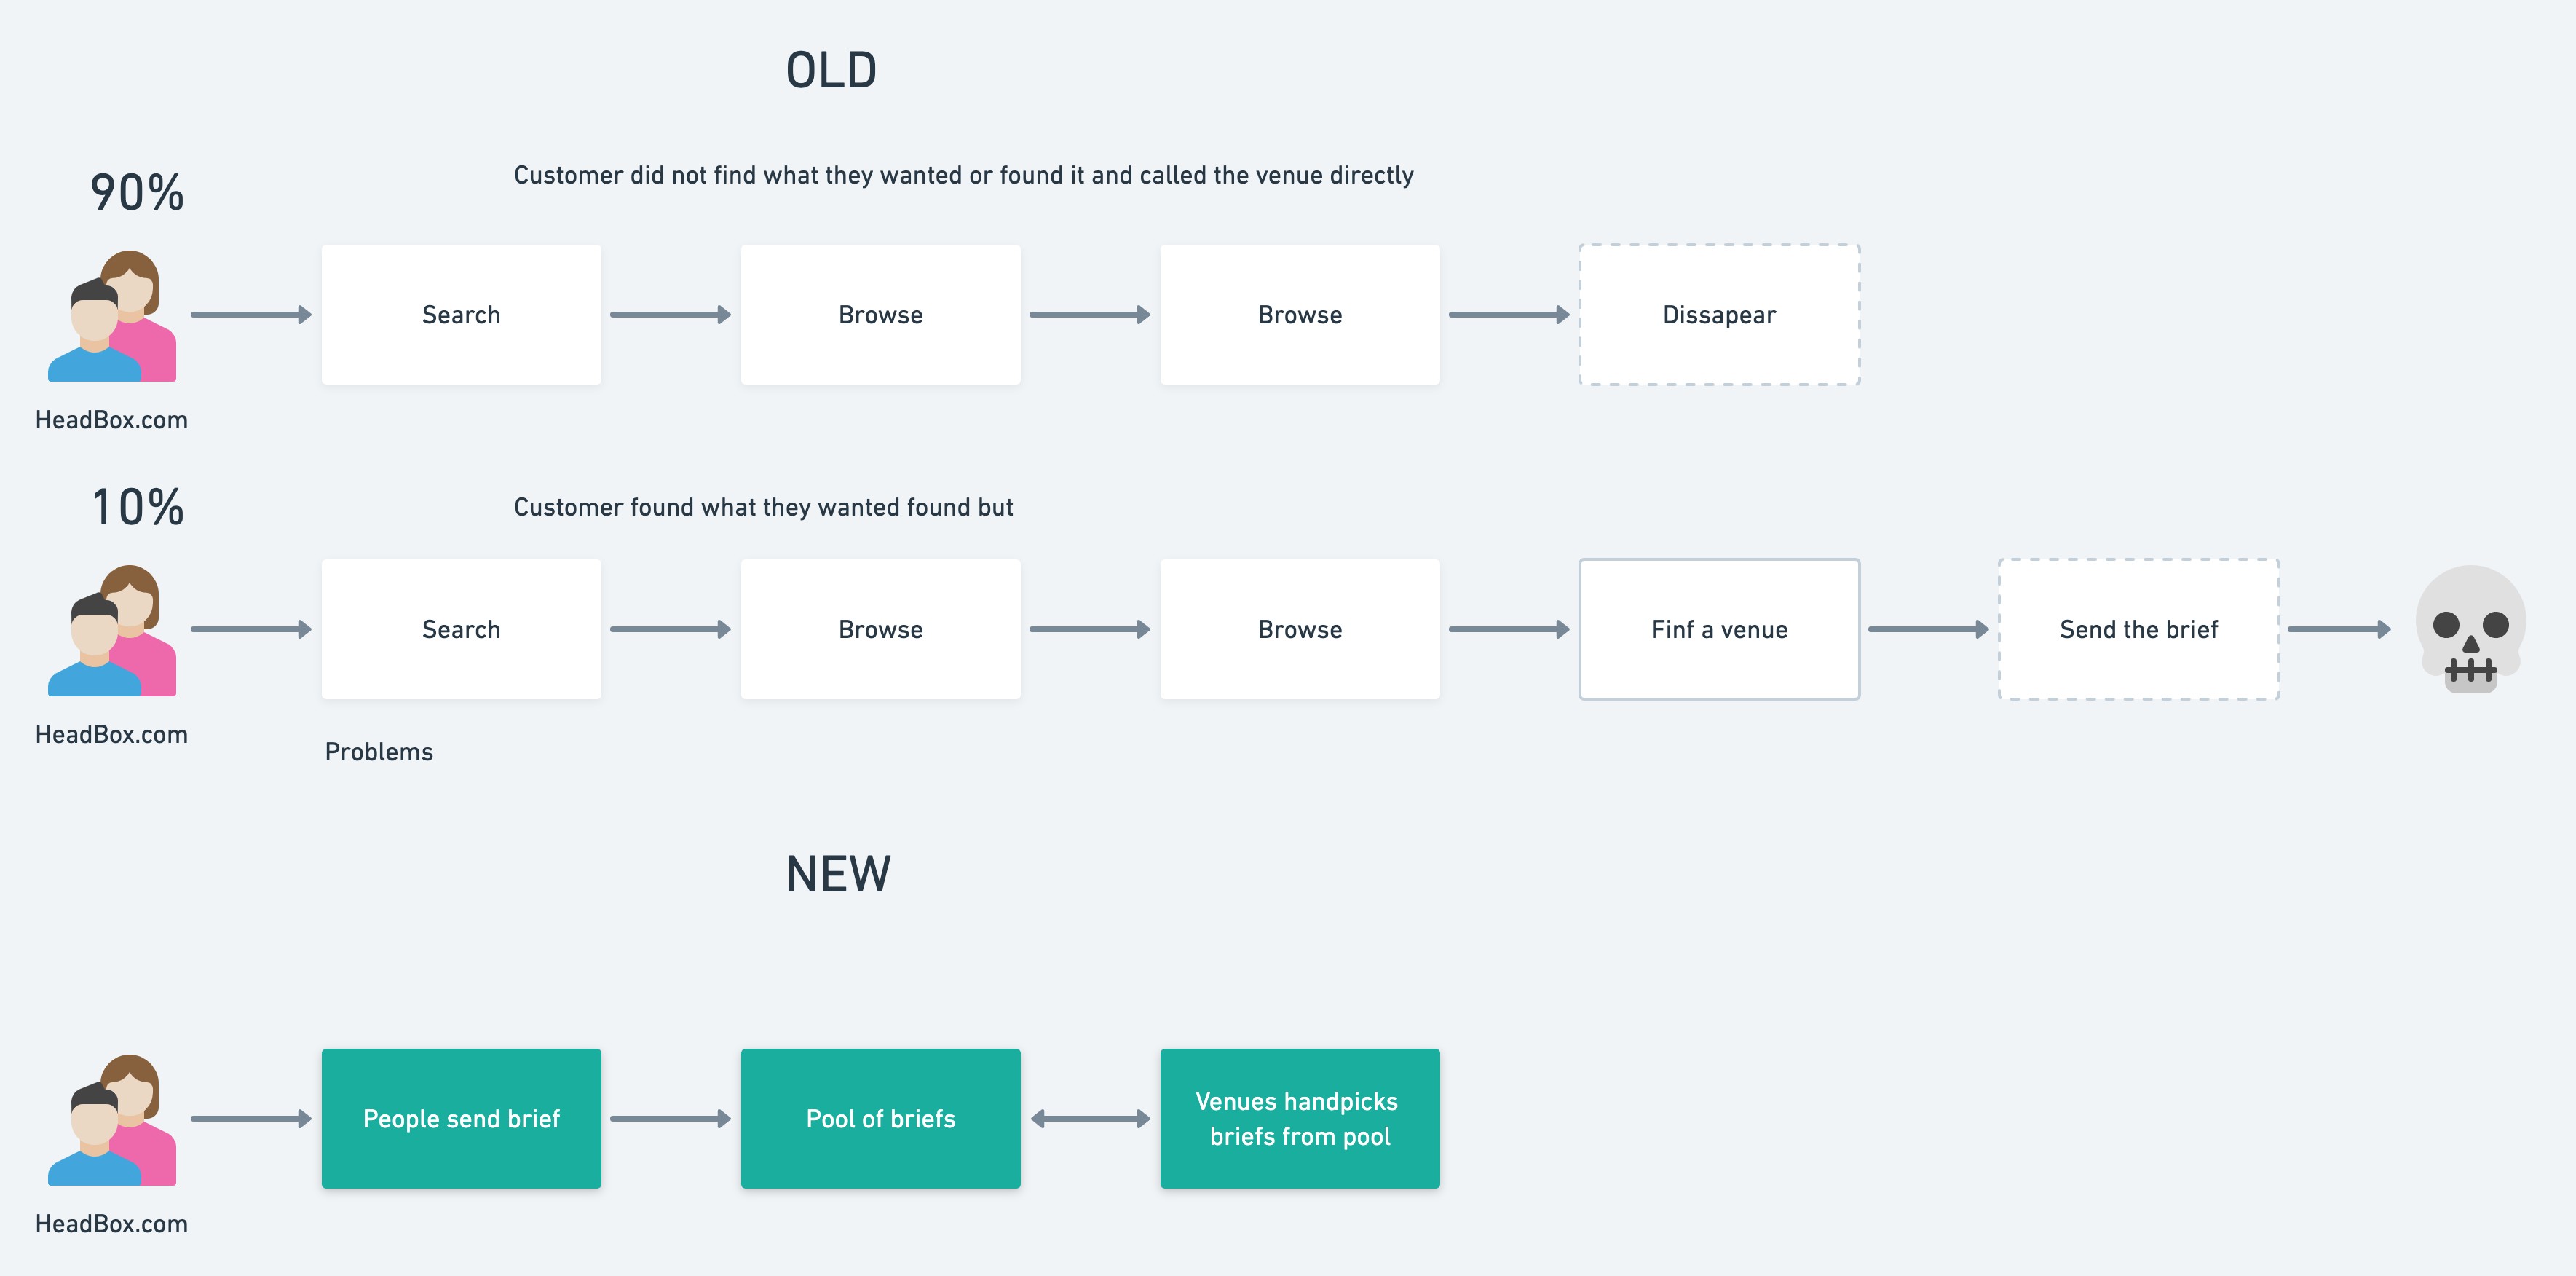 OLD
90%
Customer did not find what they wanted or found it and called the venue directly
Search
Browse
Browse
Dissapear
HeadBox.com
10%
Customer found what they wanted found but
Search
Browse
Browse
Finf a venue
Send the brief
HeadBox.com
Problems
NEW
People send brief
Pool of briefs
Venues handpicks
briefs from pool
HeadBox.com